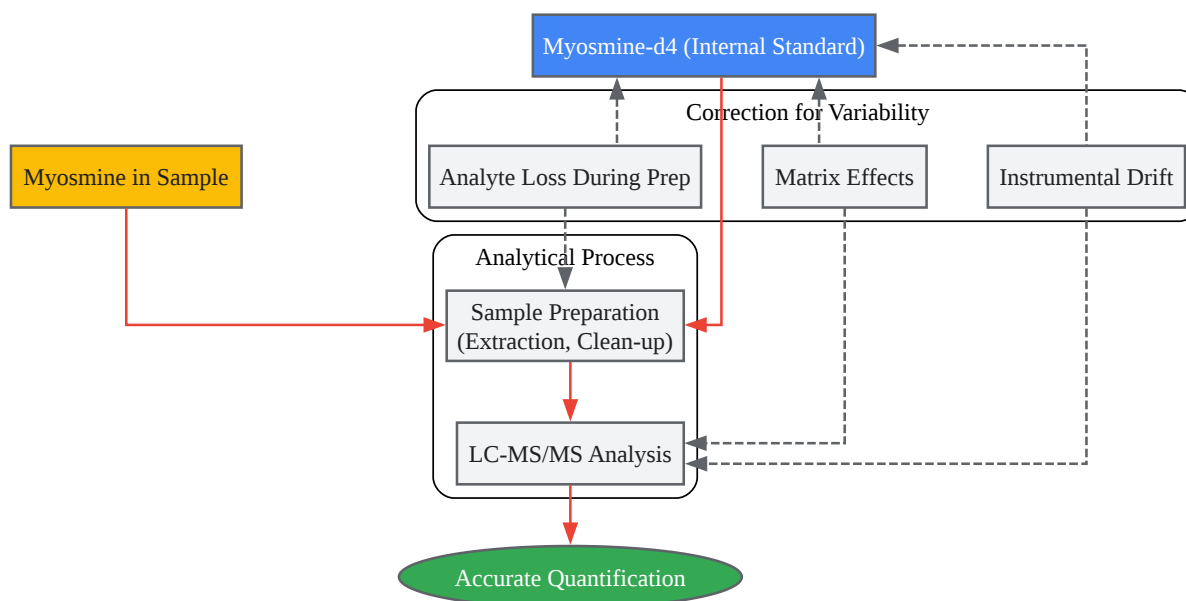 Myosmine-d4 (Internal Standard)
Correction for Variability
Myosmine in Sample
Analyte Loss During Prep
Matrix Effects
Instrumental Drift
Analytical Process
Sample Preparation
(Extraction, Clean-up)
LC-MS/MS Analysis
Accurate Quantification